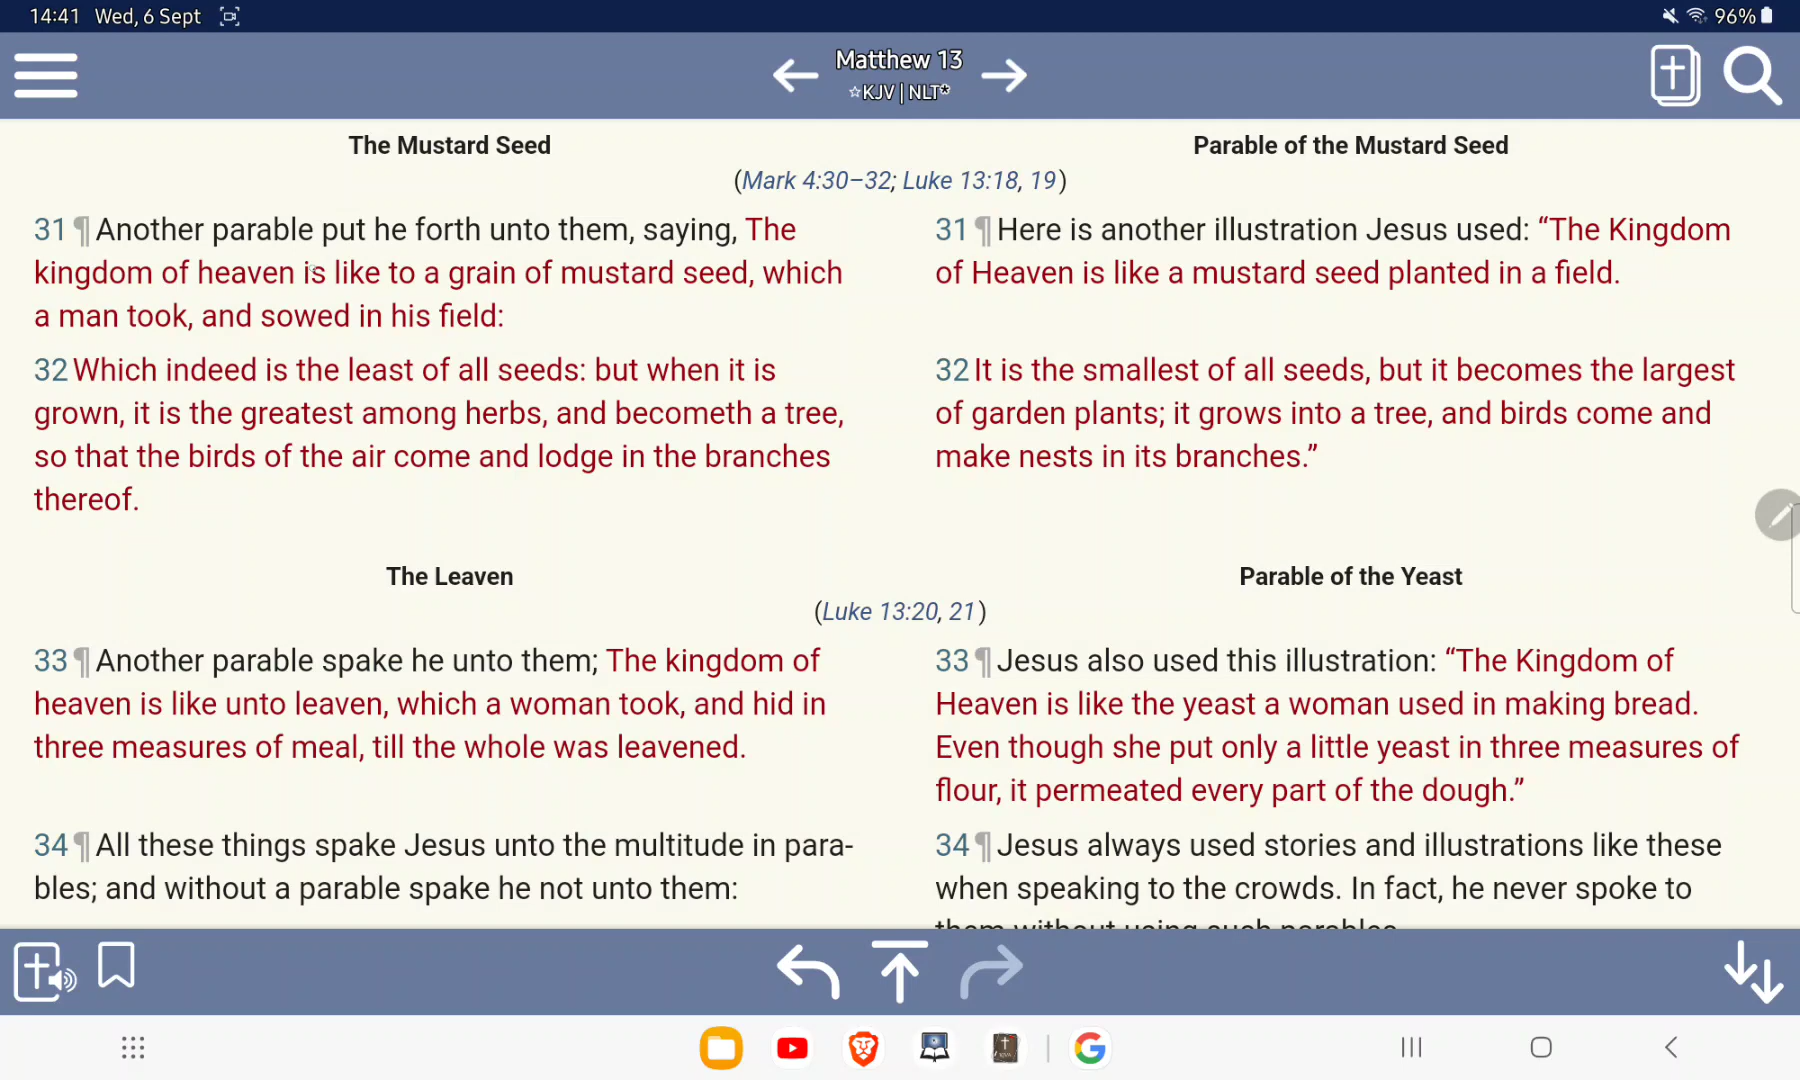 14:41 Wed, 6 Sept
96%
Matthew 13
☆KJV | NLT✪
The Mustard Seed
Parable of the Mustard Seed
(Mark 4:30–32; Luke 13:18, 19)
31 ¶ Another parable put he forth unto them, saying, The
kingdom of heaven is like to a grain of mustard seed, which
a man took, and sowed in his field:
32 Which indeed is the least of all seeds: but when it is
grown, it is the greatest among herbs, and becometh a tree,
so that the birds of the air come and lodge in the branches
thereof.
31 ¶ Here is another illustration Jesus used: “The Kingdom
of Heaven is like a mustard seed planted in a field.
32 It is the smallest of all seeds, but it becomes the largest
of garden plants; it grows into a tree, and birds come and
make nests in its branches.”
The Leaven
Parable of the Yeast
(Luke 13:20, 21)
33 ¶ Another parable spake he unto them; The kingdom of
heaven is like unto leaven, which a woman took, and hid in
three measures of meal, till the whole was leavened.
34 ¶ All these things spake Jesus unto the multitude in para-
bles; and without a parable spake he not unto them:
33 ¶ Jesus also used this illustration: “The Kingdom of
Heaven is like the yeast a woman used in making bread.
Even though she put only a little yeast in three measures of
flour, it permeated every part of the dough.”
34 ¶ Jesus always used stories and illustrations like these
when speaking to the crowds. In fact, he never spoke to
them without using such parables.